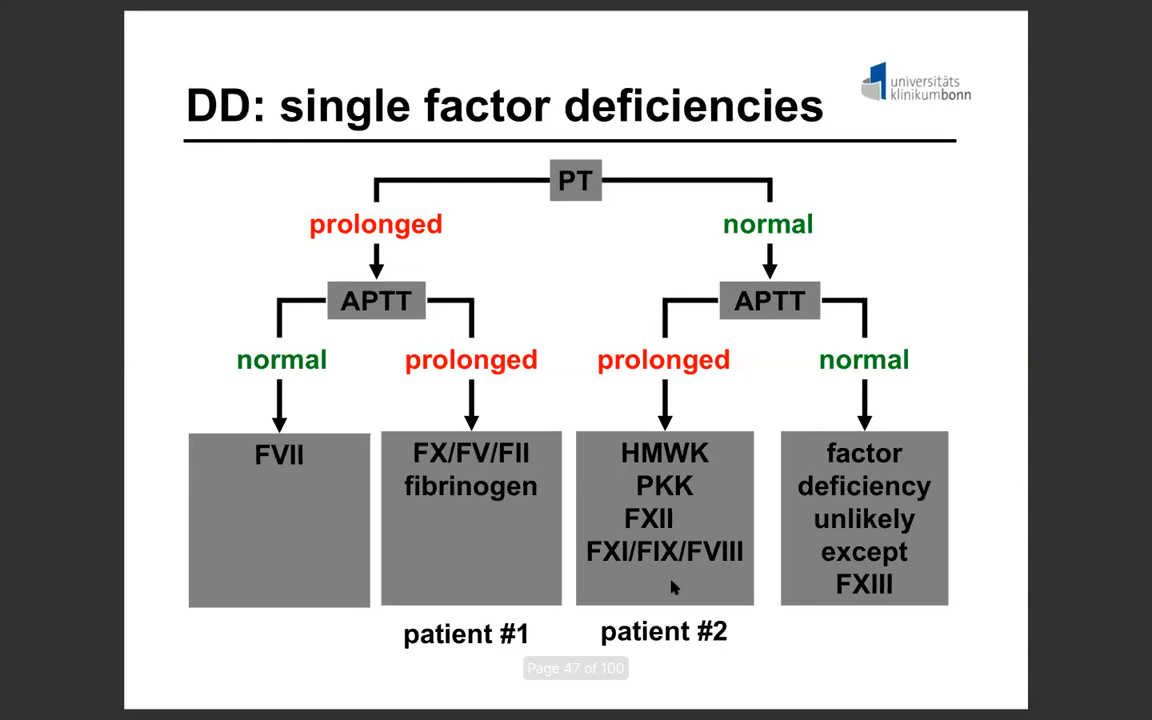 universitäts
klinikumbonn
DD: single factor deficiencies
PT
prolonged
normal
APTT
APTT
normal
prolonged
prolonged
normal
FVII
FX/FV/FII
fibrinogen
HMWK
PKK
FXII
FXI/FIX/FVIII
factor
deficiency
unlikely
except
FXIII
patient #1
patient #2
Page 47 of 100